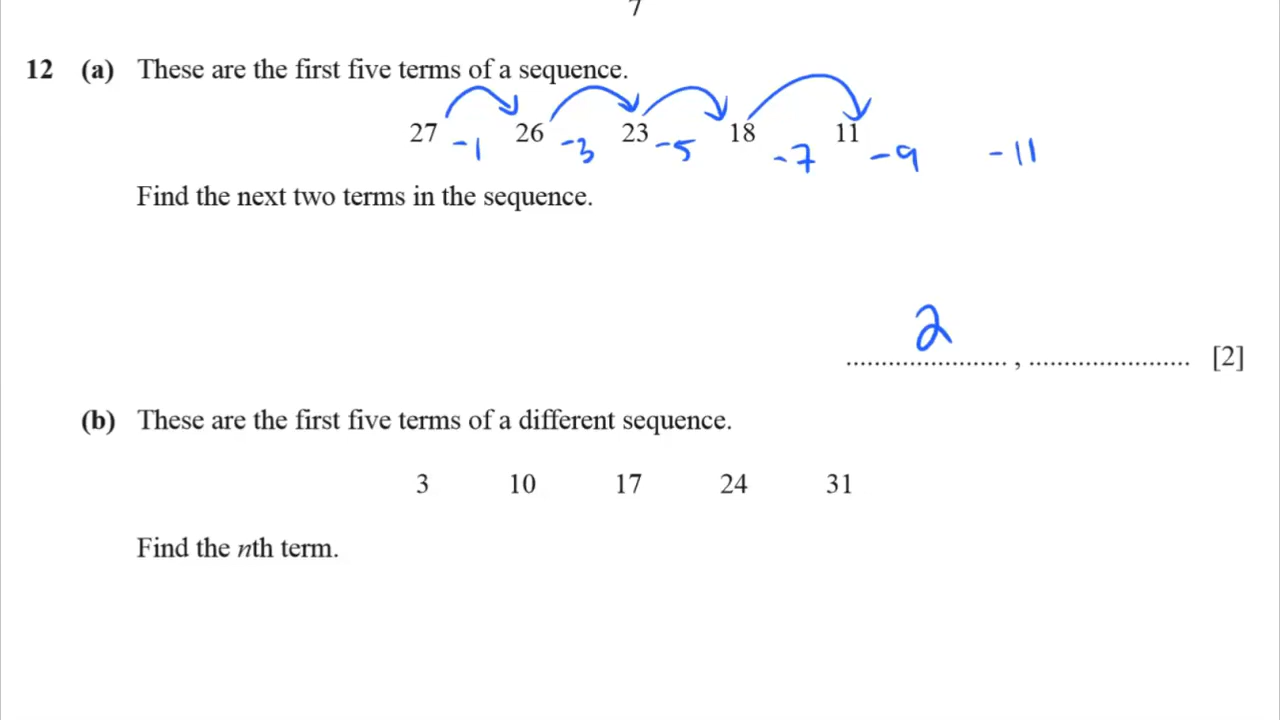 7
12 (a) These are the first five terms of a sequence.
27 26 23 18 11
-1 -3 -5 -7 -9 -11
Find the next two terms in the sequence.
2
...................... , ...................... [2]
(b) These are the first five terms of a different sequence.
3 10 17 24 31
Find the nth term.